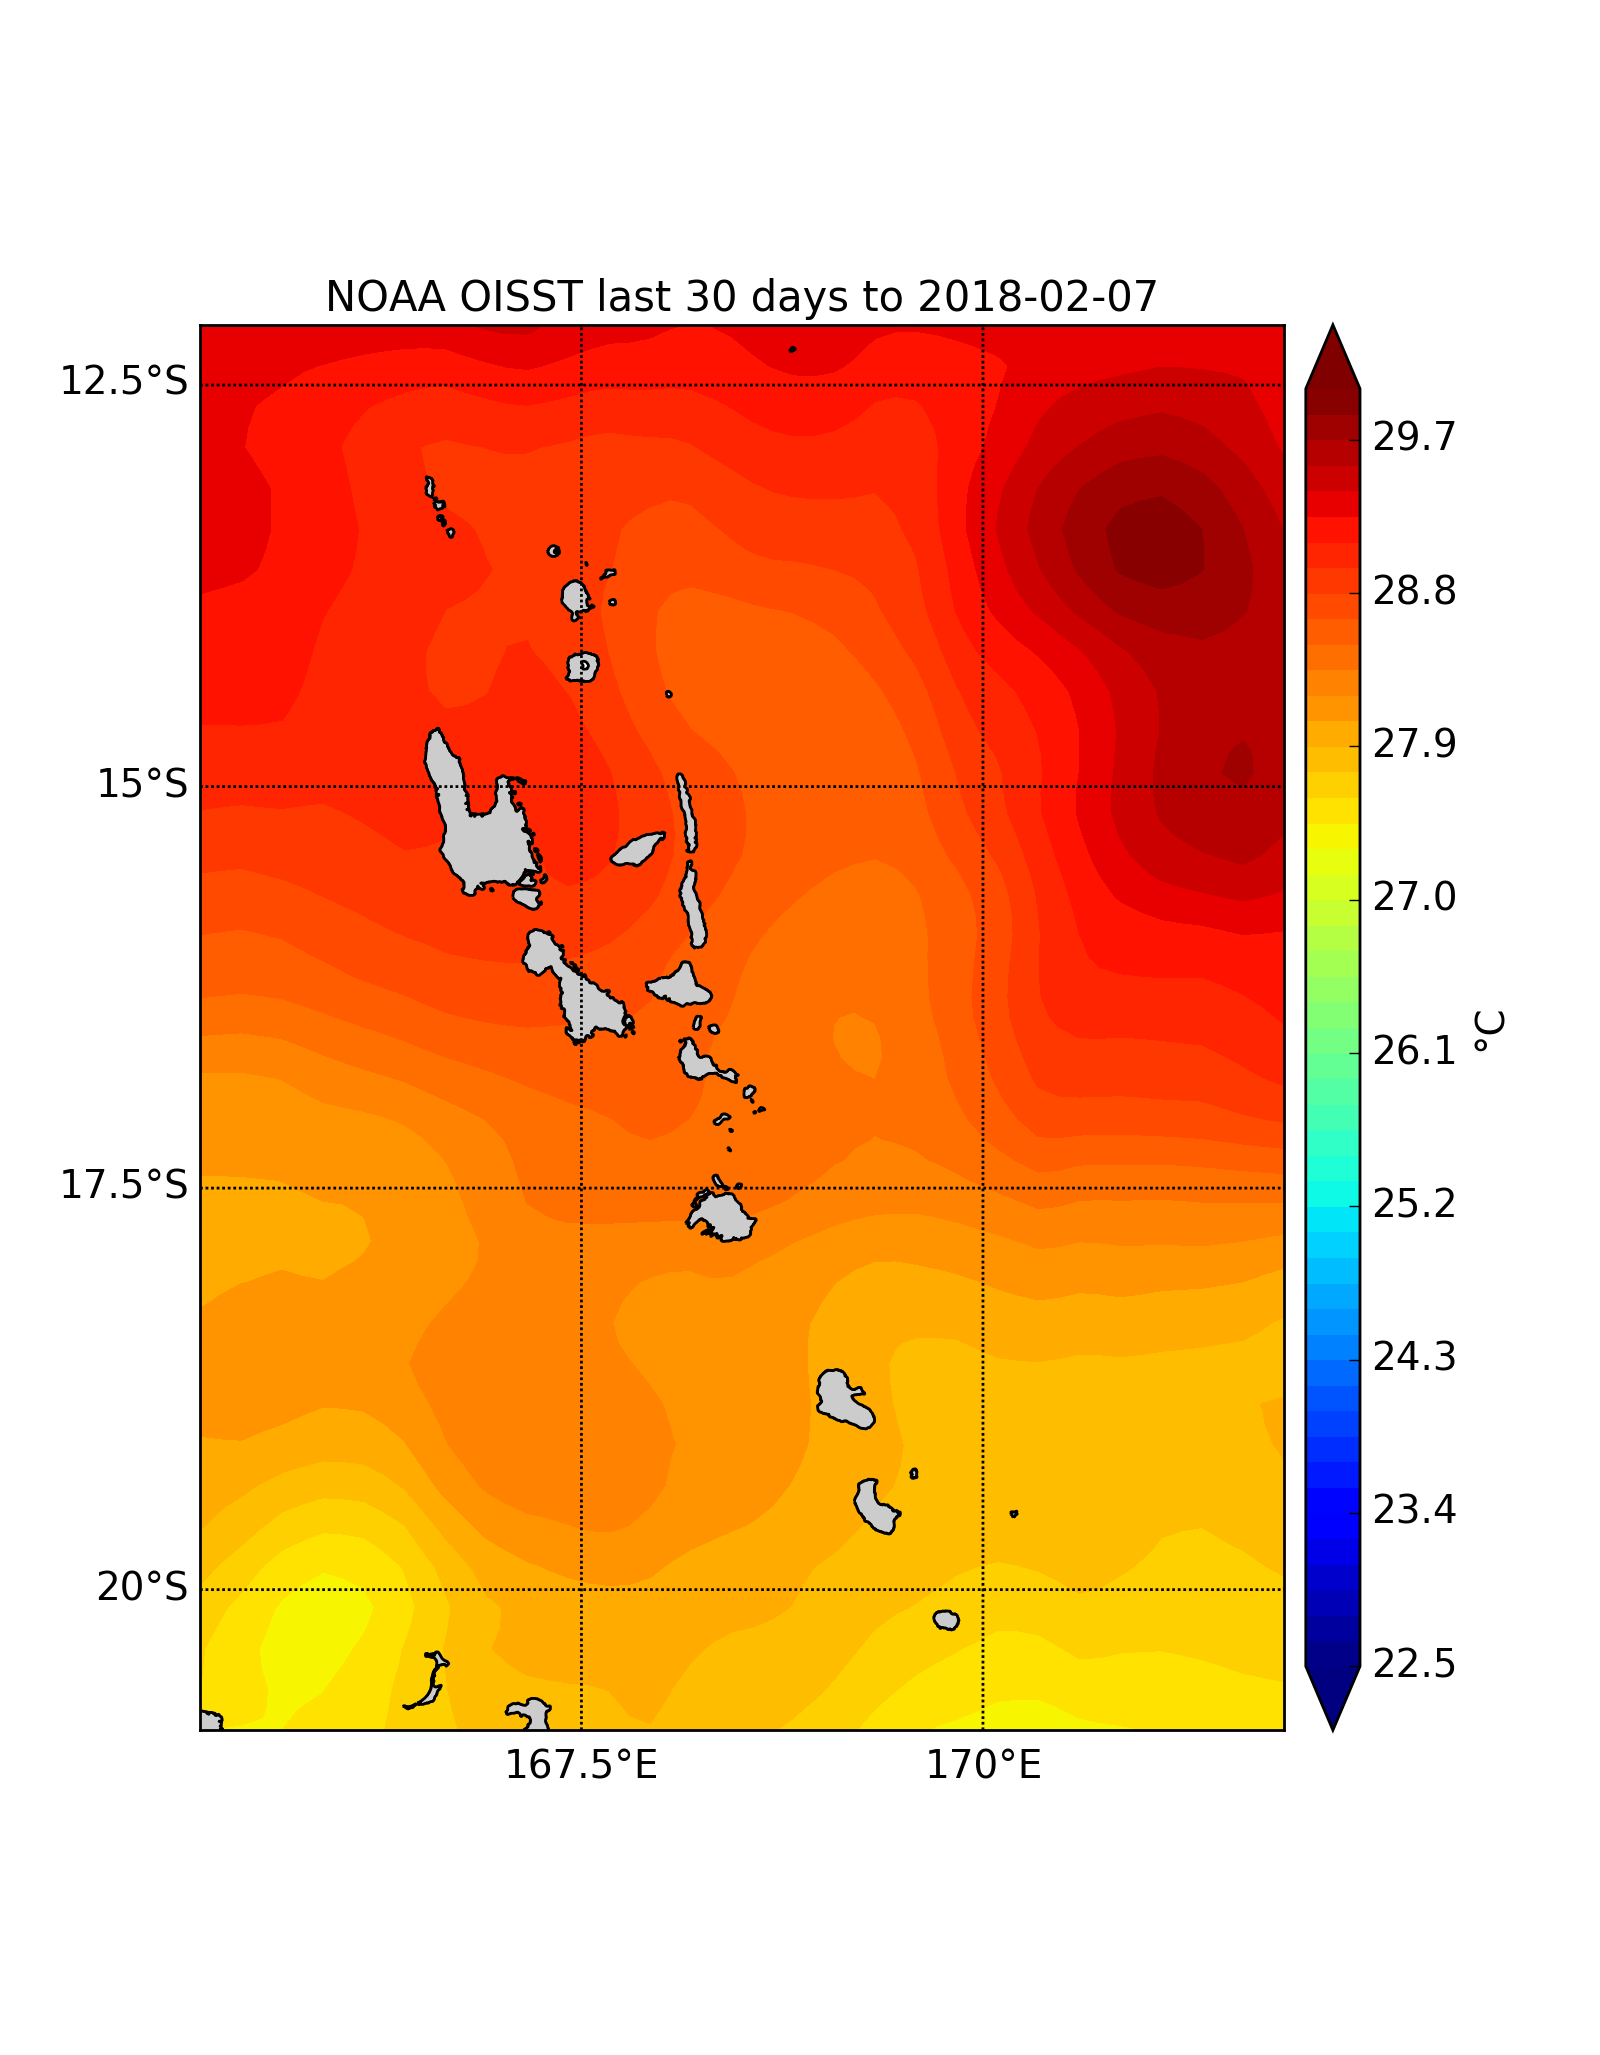 NOAA OISST last 30 days to 2018-02-07
12.5°S
15°S
17.5°S
20°S
167.5°E
170°E
29.7
28.8
27.9
27.0
26.1
25.2
24.3
23.4
22.5
°C